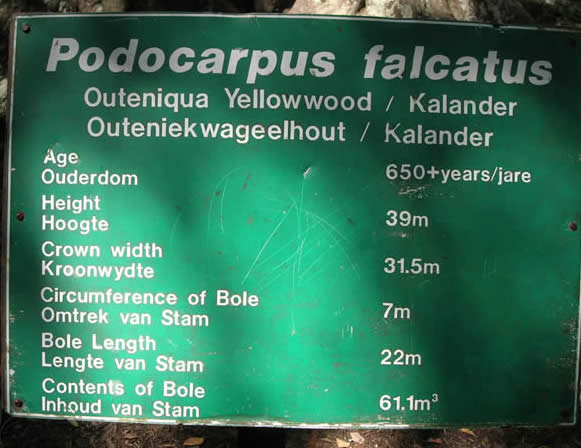 Podocarpus falcatus
Outeniqua Yellowwood / Kalander
Outeniekwageelhout / Kalander
Age
Ouderdom 650+years/jare
Height
Hoogte 39m
Crown width
Kroonwydte 31.5m
Circumference of Bole
Omtrek van Stam 7m
Bole Length
Lengte van Stam 22m
Contents of Bole
Inhoud van Stam 61.1m³